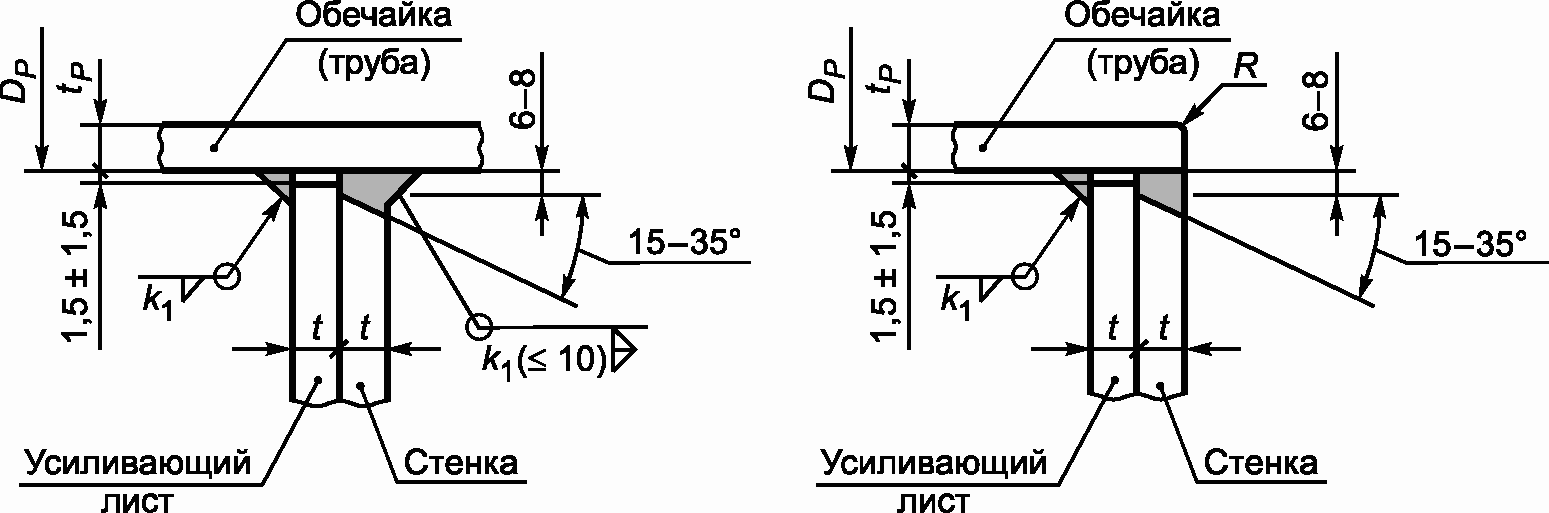 Обечайка
(труба)
D_P
t_P
6–8
1,5 ± 1,5
15–35°
k_1
t
t
k_1(≤ 10)
Усиливающий
лист
Стенка
Обечайка
(труба)
R
D_P
t_P
6–8
1,5 ± 1,5
15–35°
k_1
t
t
Усиливающий
лист
Стенка